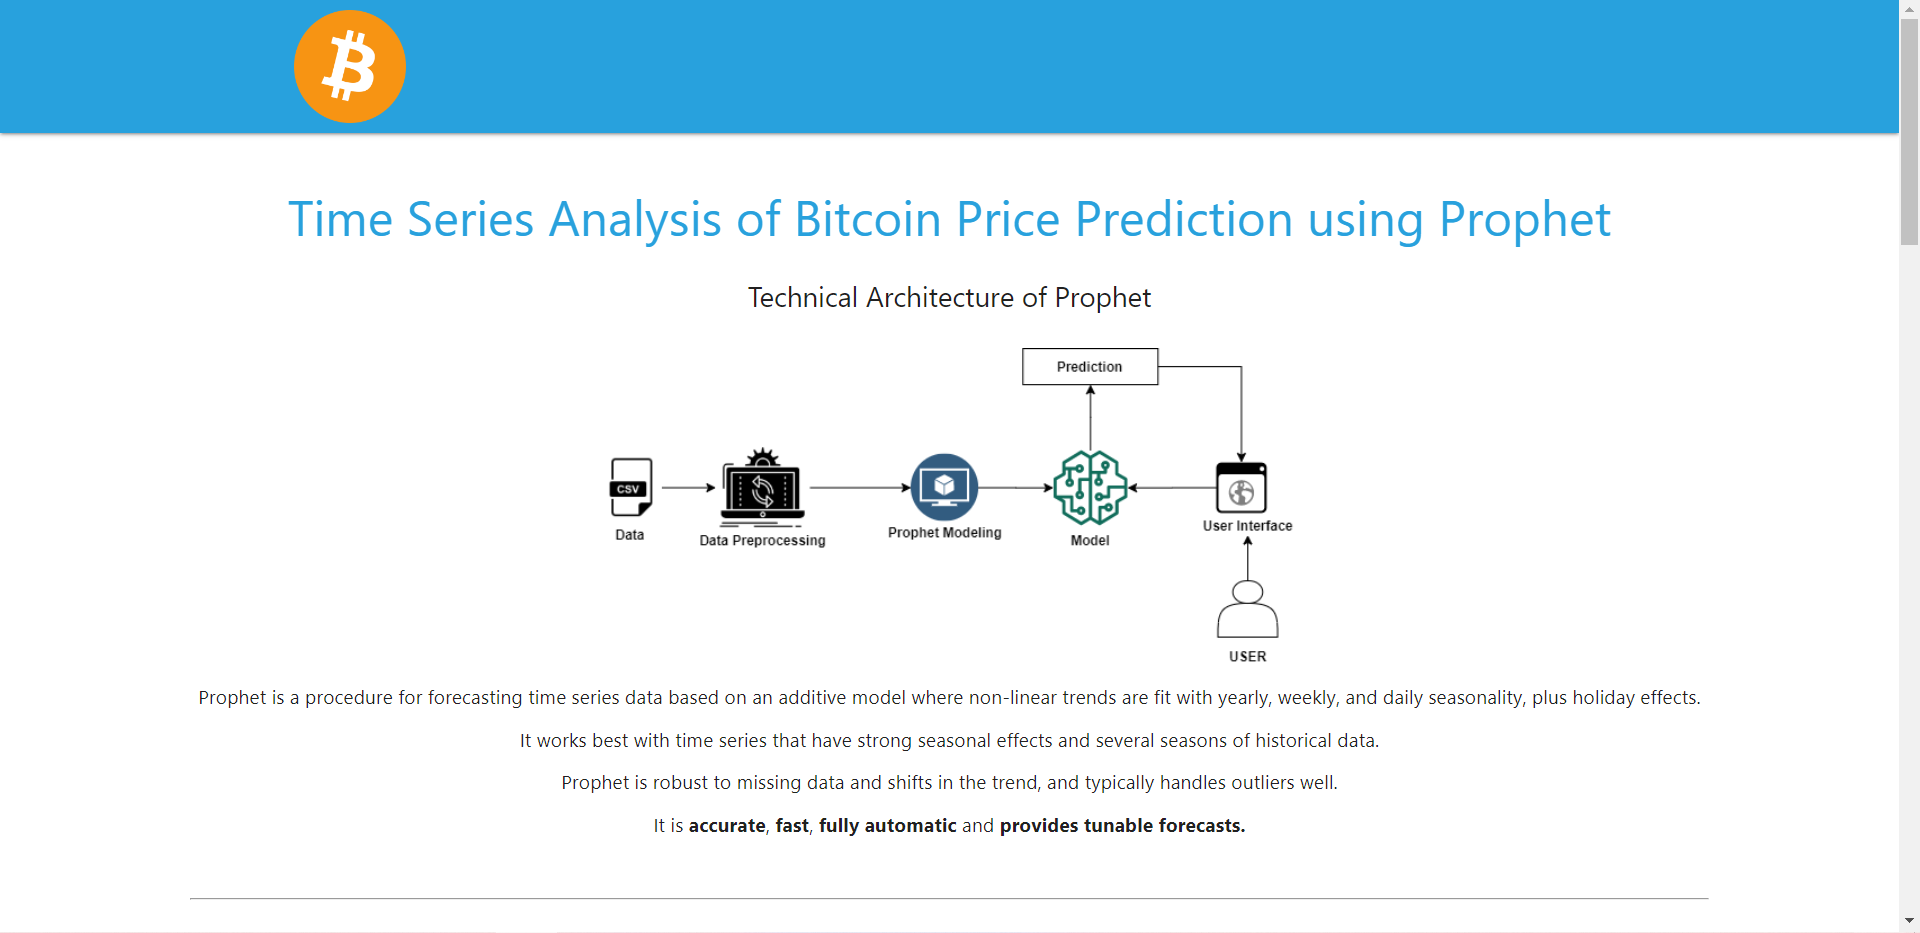 Time Series Analysis of Bitcoin Price Prediction using Prophet
Technical Architecture of Prophet
Prediction
CSV
Data
Data Preprocessing
Prophet Modeling
Model
User Interface
USER
Prophet is a procedure for forecasting time series data based on an additive model where non-linear trends are fit with yearly, weekly, and daily seasonality, plus holiday effects.
It works best with time series that have strong seasonal effects and several seasons of historical data.
Prophet is robust to missing data and shifts in the trend, and typically handles outliers well.
It is accurate, fast, fully automatic and provides tunable forecasts.